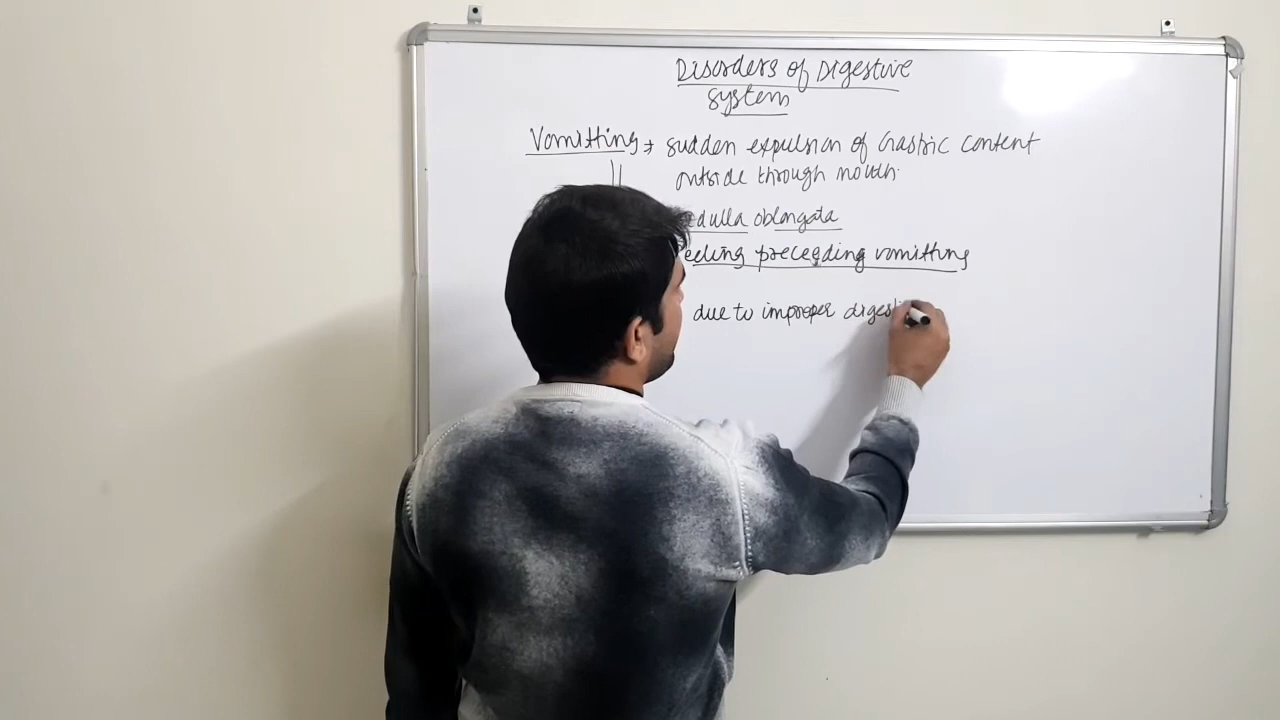 Disorders of Digestive
system
Vomitting → sudden expulsion of Gastric content
outside through mouth.
edulla oblongata
eeling preceeding vomitting
due to improper digest